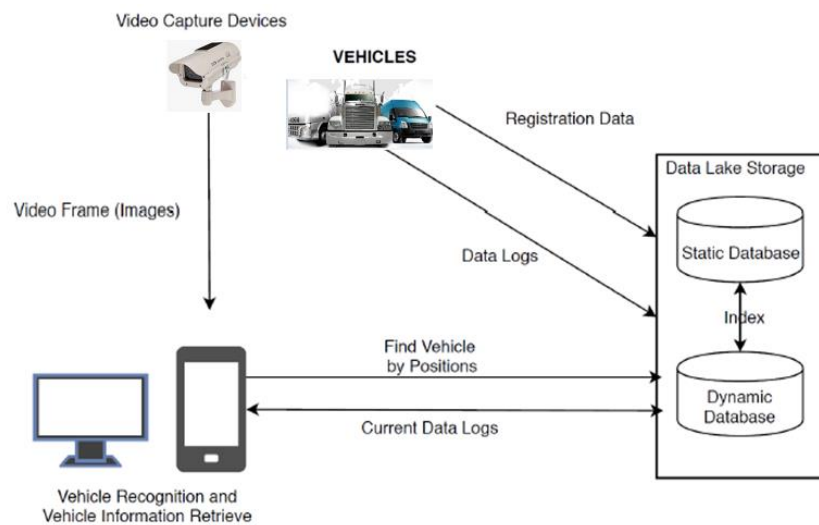 Video Capture Devices
VEHICLES
Registration Data
Data Lake Storage
Video Frame (Images)
Static Database
Data Logs
Index
Find Vehicle
by Positions
Dynamic
Database
Current Data Logs
Vehicle Recognition and
Vehicle Information Retrieve